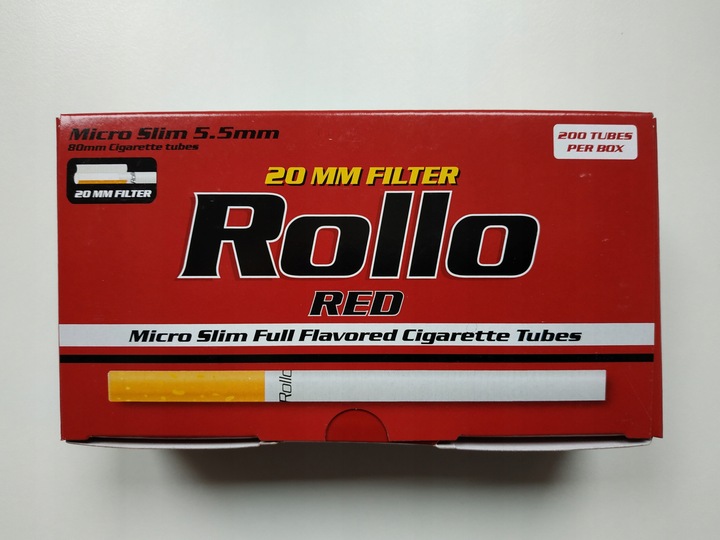 Micro Slim 5.5mm
80mm Cigarette tubes
200 TUBES
PER BOX
20 MM FILTER
20 MM FILTER
Rollo
RED
Micro Slim Full Flavored Cigarette Tubes
Rollo